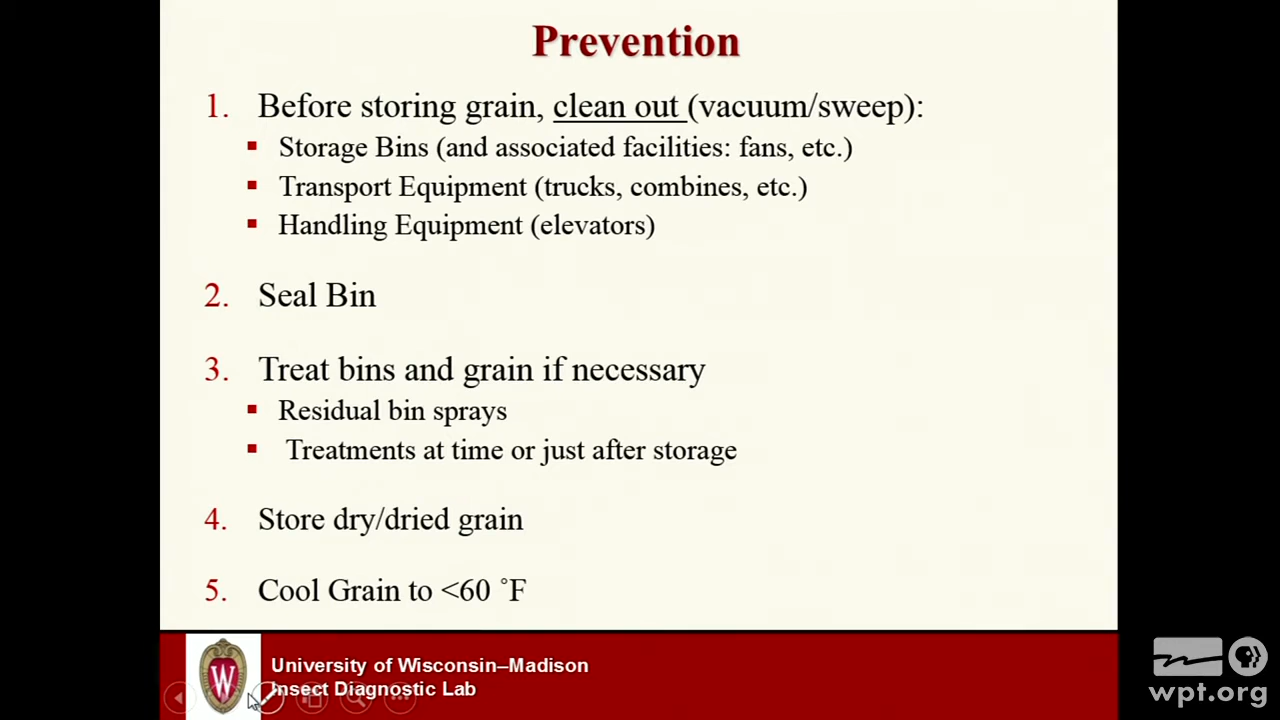 Prevention
1. Before storing grain, clean out (vacuum/sweep):
▪ Storage Bins (and associated facilities: fans, etc.)
▪ Transport Equipment (trucks, combines, etc.)
▪ Handling Equipment (elevators)
2. Seal Bin
3. Treat bins and grain if necessary
▪ Residual bin sprays
▪ Treatments at time or just after storage
4. Store dry/dried grain
5. Cool Grain to <60 ˚F
W
University of Wisconsin–Madison
Insect Diagnostic Lab
wpt.org